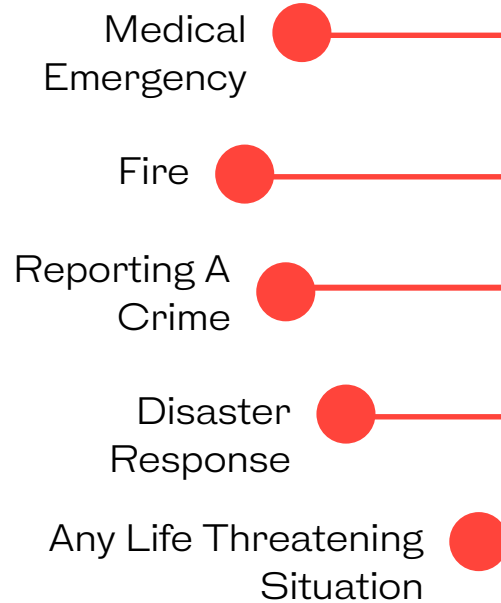 Medical
Emergency
Fire
Reporting A
Crime
Disaster
Response
Any Life Threatening
Situation